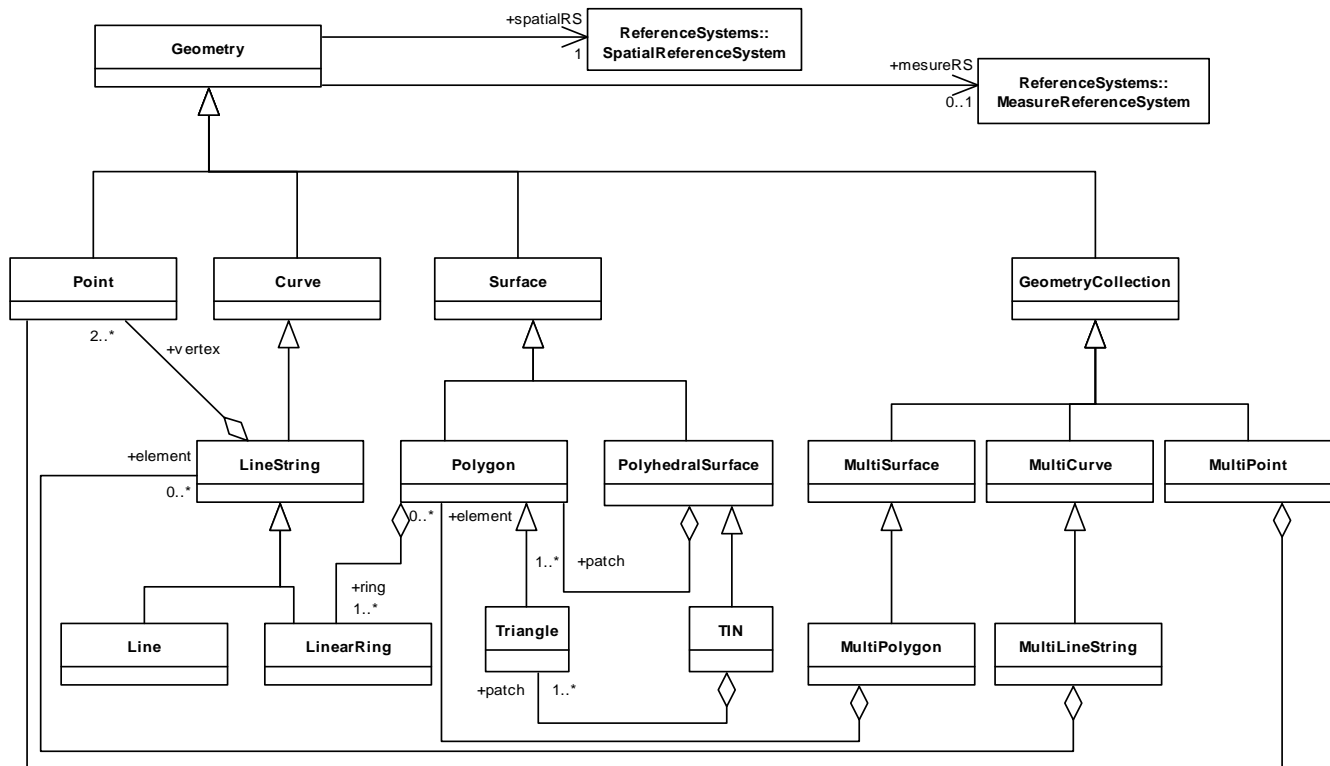 +spatialRS
Geometry
1
ReferenceSystems::
SpatialReferenceSystem
+mesureRS
0..1
ReferenceSystems::
MeasureReferenceSystem
Point
Curve
Surface
GeometryCollection
2..*
+vertex
+element
0..*
LineString
Polygon
PolyhedralSurface
MultiSurface
MultiCurve
MultiPoint
0..*
+element
1..*
+patch
+ring
1..*
Line
LinearRing
Triangle
TIN
MultiPolygon
MultiLineString
+patch
1..*